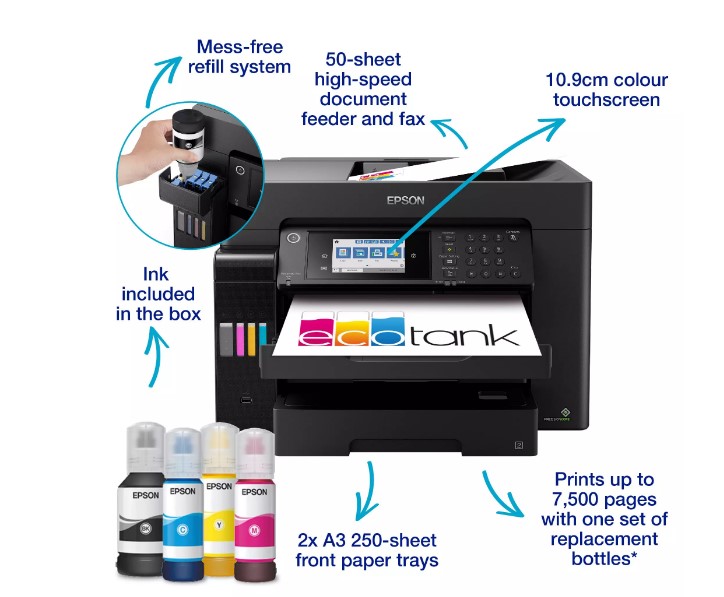 Mess-free
refill system
50-sheet
high-speed
document
feeder and fax
10.9cm colour
touchscreen
EPSON
Ink
included
in the box
ecotank
EPSON
BK
EPSON
C
EPSON
Y
EPSON
M
2x A3 250-sheet
front paper trays
Prints up to
7,500 pages
with one set of
replacement
bottles*